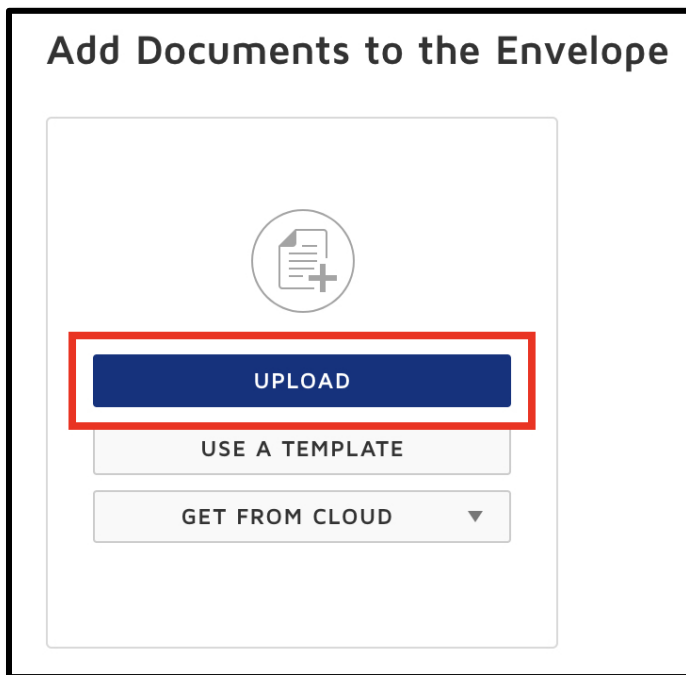 Add Documents to the Envelope
UPLOAD
USE A TEMPLATE
GET FROM CLOUD